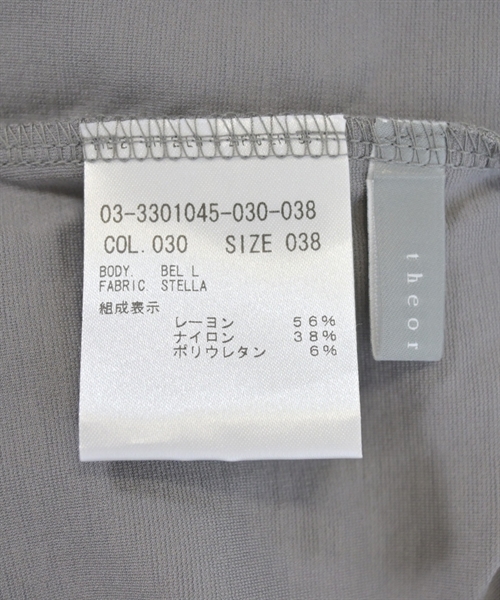 03-3301045-030-038
COL. 030 SIZE 038
BODY. BEL L
FABRIC STELLA
組成表示
レーヨン 56%
ナイロン 38%
ポリウレタン 6%
theor